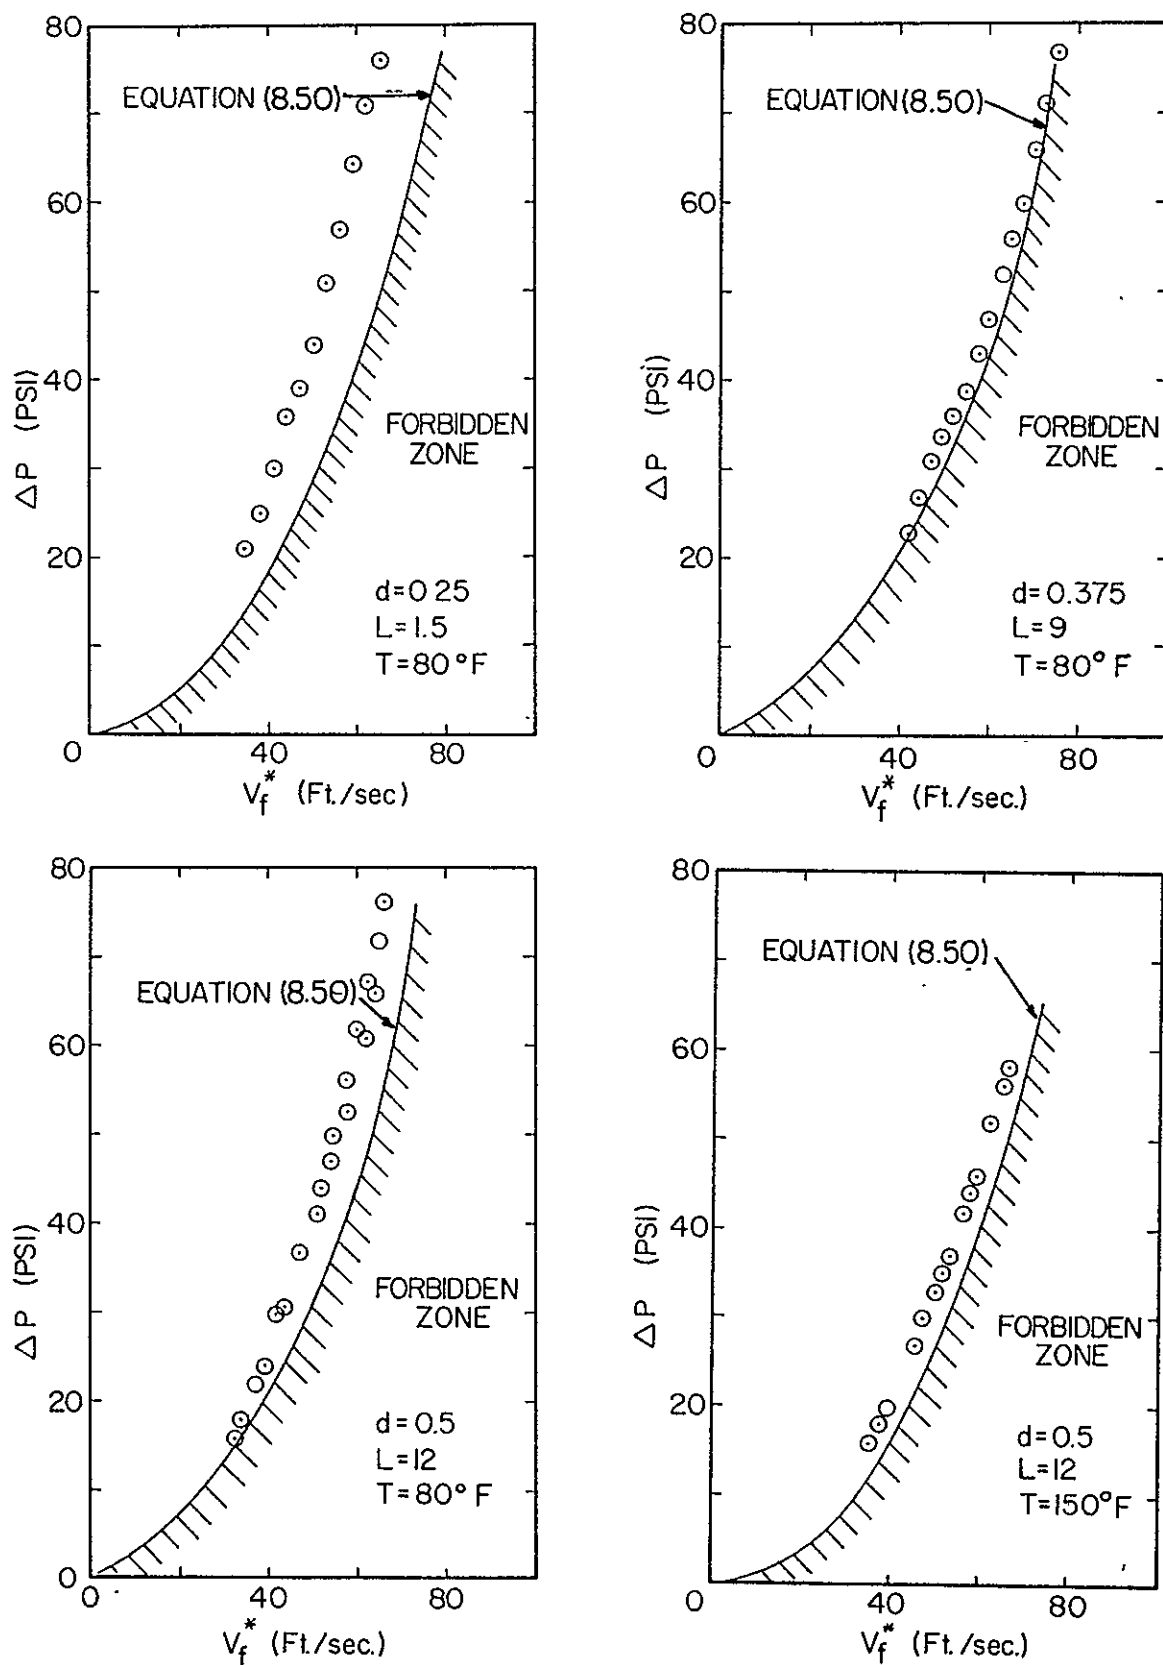 80
EQUATION (8.50)
60
40
ΔP (PSI)
FORBIDDEN
ZONE
20
d=0 25
L=1.5
T=80°F
0
40
80
V_f^* (Ft./sec)
80
EQUATION (8.50)
60
40
ΔP (PSI)
FORBIDDEN
ZONE
20
d=0.375
L=9
T=80°F
0
40
80
V_f^* (Ft./sec.)
80
EQUATION (8.50)
60
40
ΔP (PSI)
FORBIDDEN
ZONE
20
d=0.5
L=12
T=80°F
0
0
40
80
V_f^* (Ft./sec.)
80
EQUATION (8.50)
60
40
ΔP (PSI)
FORBIDDEN
ZONE
20
d=0.5
L=12
T=150°F
0
40
80
V_f^* (Ft./sec.)